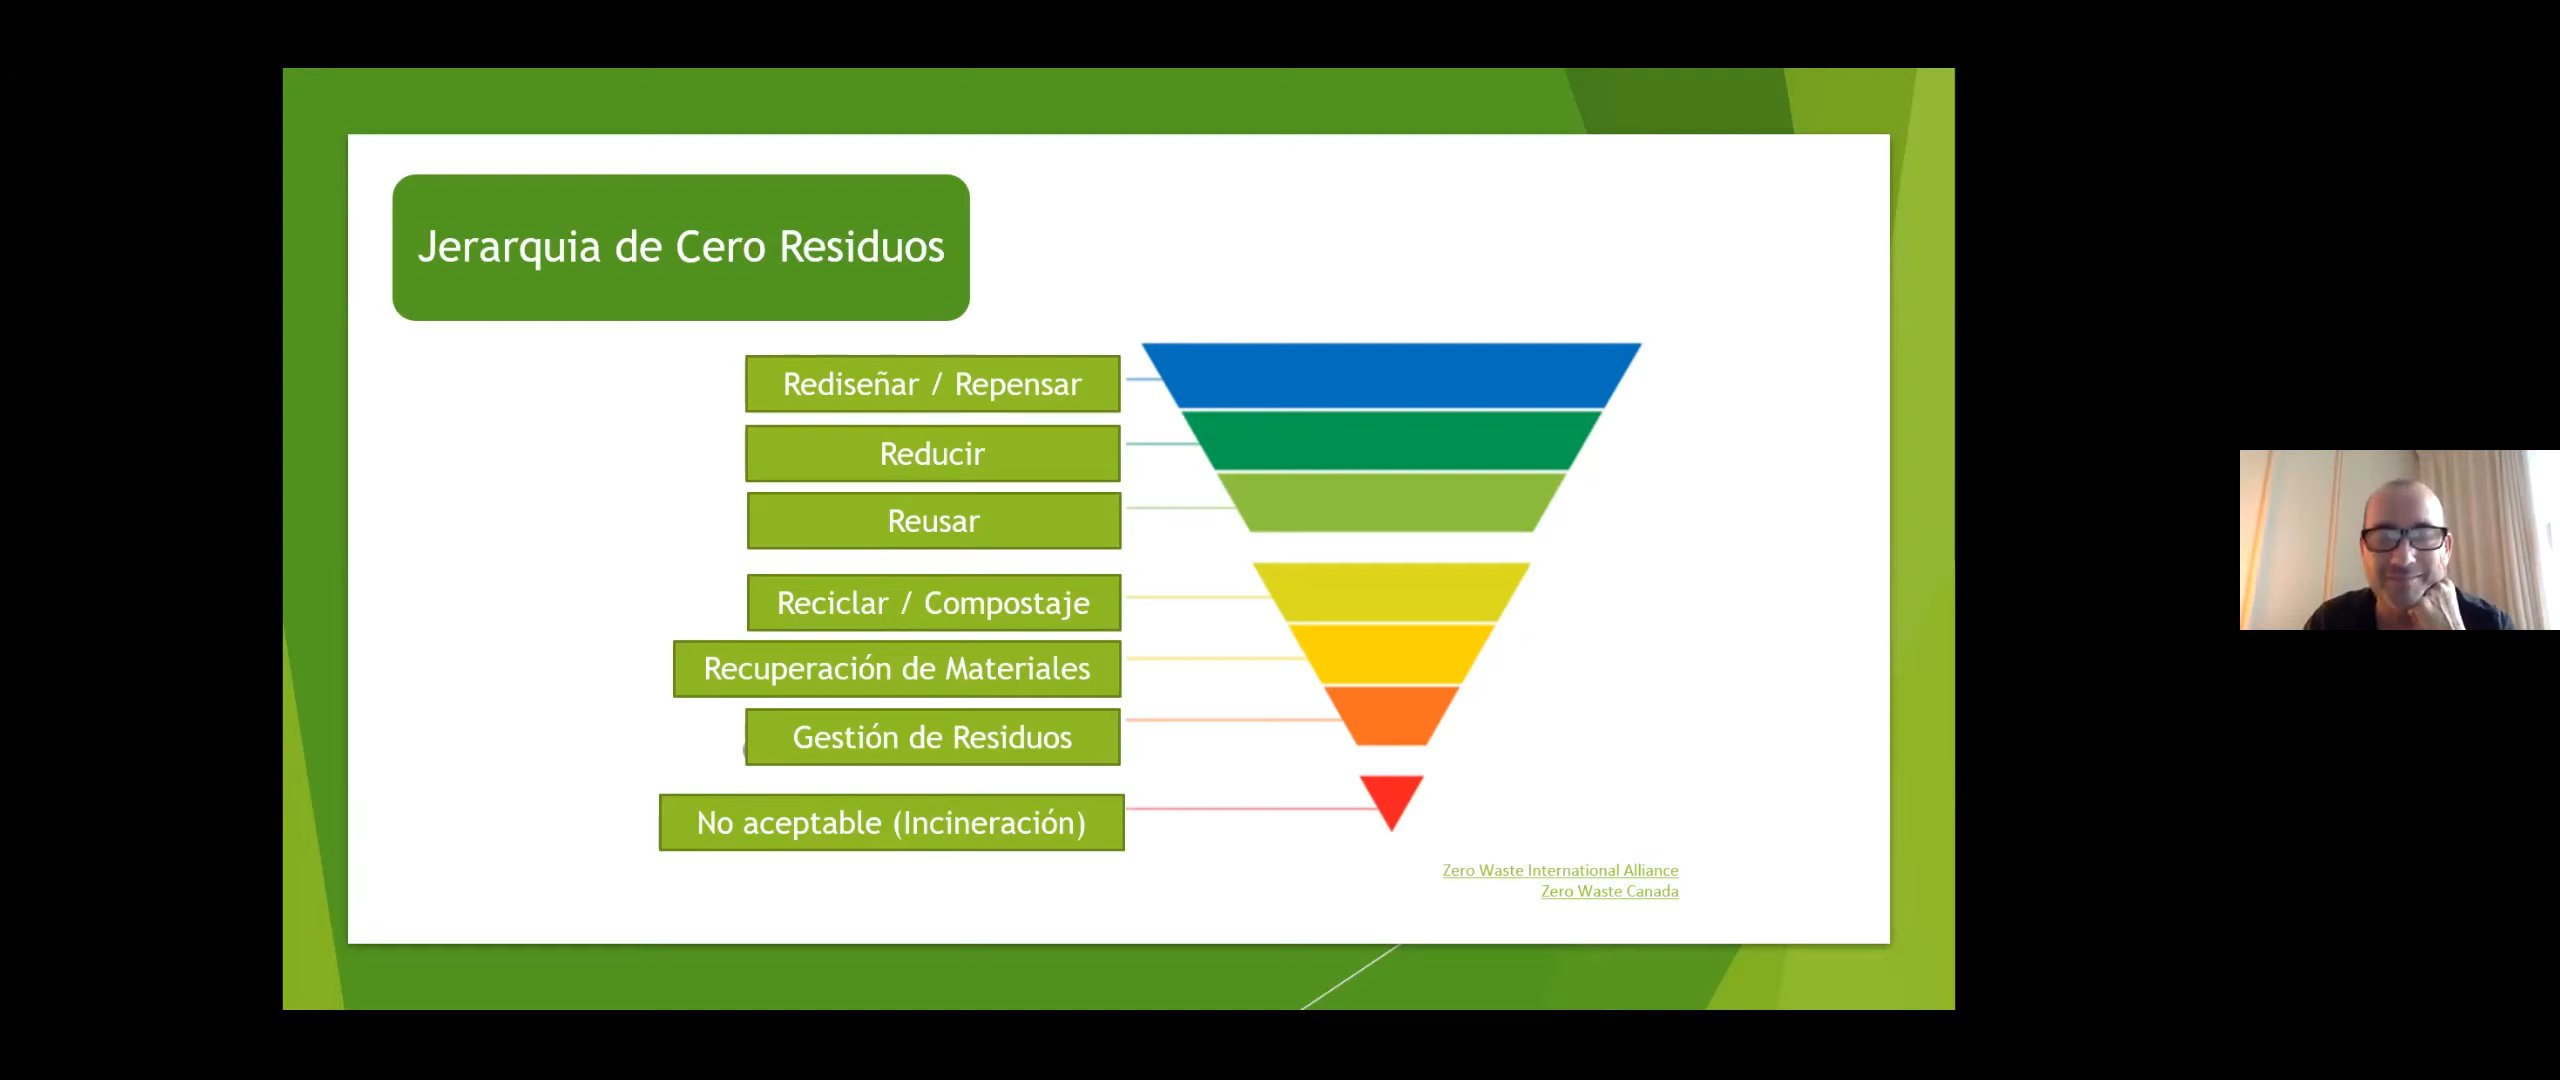 Jerarquia de Cero Residuos
Rediseñar / Repensar
Reducir
Reusar
Reciclar / Compostaje
Recuperación de Materiales
Gestión de Residuos
No aceptable (Incineración)
Zero Waste International Alliance
Zero Waste Canada